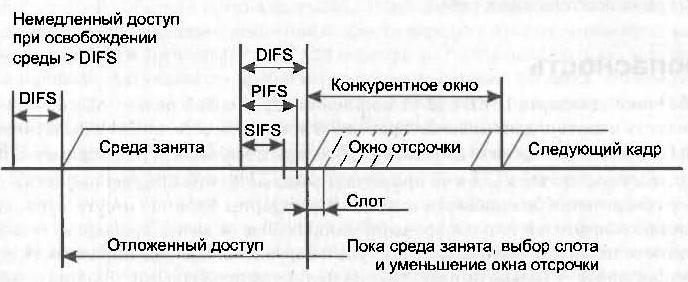 Немедленный доступ
при освобождении
среды > DIFS
DIFS
DIFS
PIFS
SIFS
Конкурентное окно
Среда занята
Окно отсрочки
Следующий кадр
Слот
Отложенный доступ
Пока среда занята, выбор слота
и уменьшение окна отсрочки